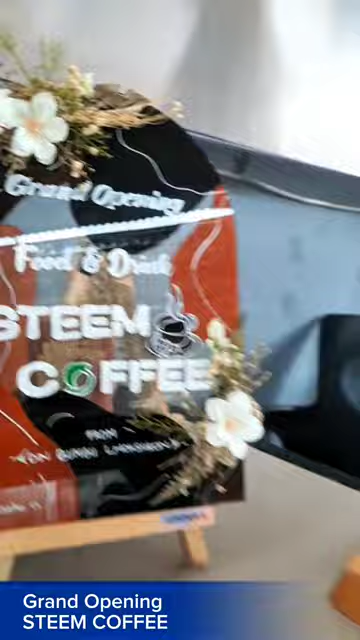 Grand Opening
Food & Drink
STEEM
COFFEE
Grand Opening
STEEM COFFEE